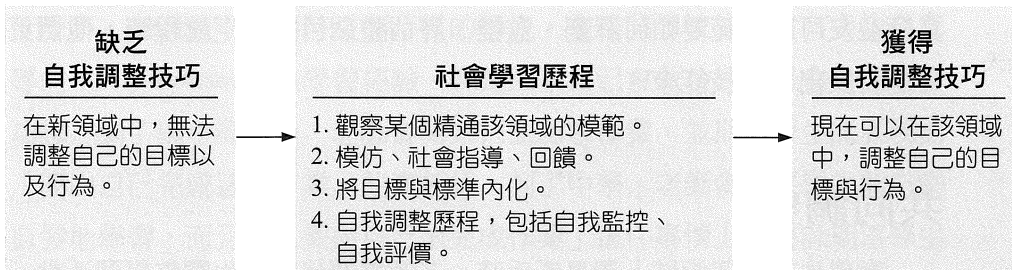 缺乏
自我調整技巧
在新領域中，無法
調整自己的目標以
及行為。
社會學習歷程
1. 觀察某個精通該領域的模範。
2. 模仿、社會指導、回饋。
3. 將目標與標準內化。
4. 自我調整歷程，包括自我監控、
自我評價。
獲得
自我調整技巧
現在可以在該領域
中，調整自己的目
標與行為。